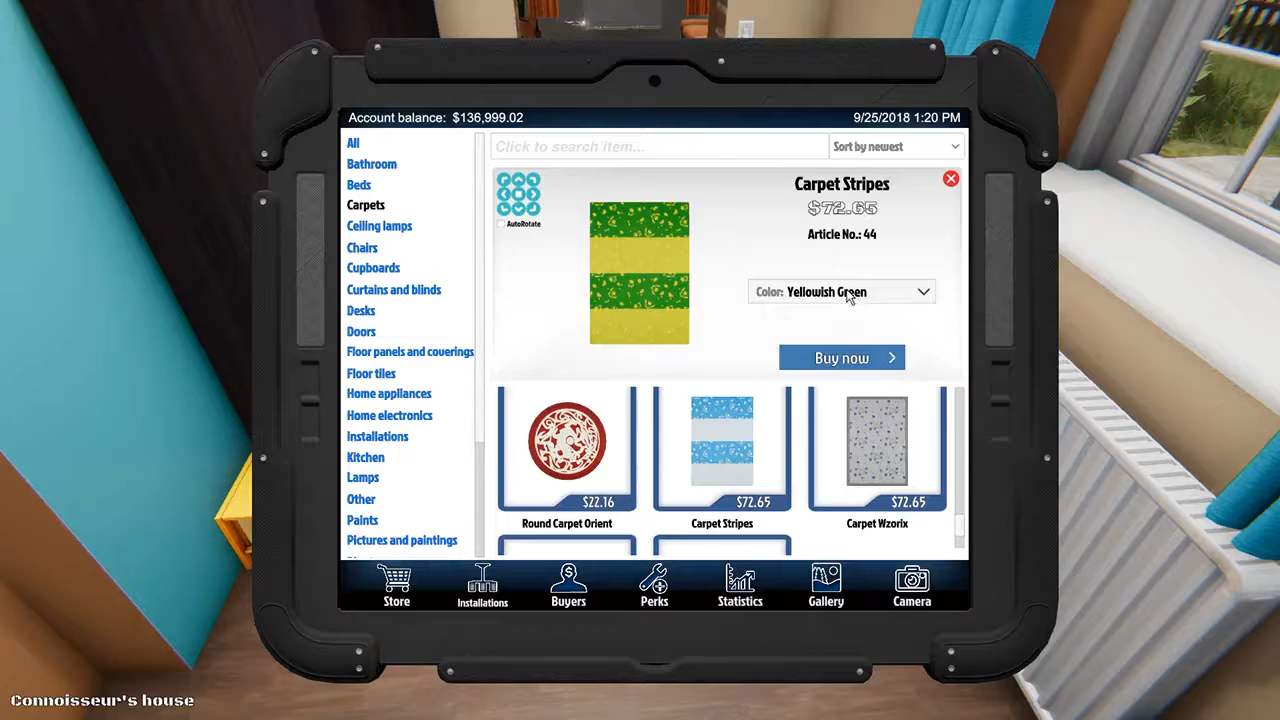 Account balance: $136,999.02
9/25/2018 1:20 PM
All
Bathroom
Beds
Carpets
Ceiling lamps
Chairs
Cupboards
Curtains and blinds
Desks
Doors
Floor panels and coverings
Floor tiles
Home appliances
Home electronics
Installations
Kitchen
Lamps
Other
Paints
Pictures and paintings
Click to search item...
Sort by newest
AutoRotate
Carpet Stripes
$72.65
Article No.: 44
Color: Yellowish Green
Buy now
$22.16
$72.65
$72.65
Round Carpet Orient
Carpet Stripes
Carpet Wzorix
Store
Installations
Buyers
Perks
Statistics
Gallery
Camera
Connoisseur's house